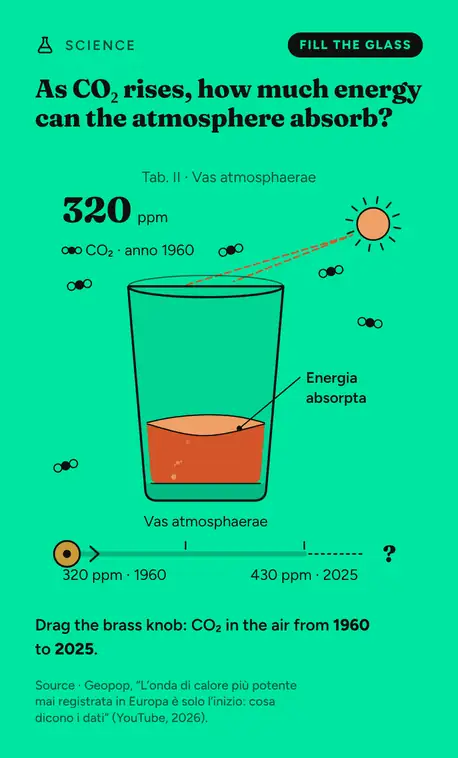 SCIENCE
FILL THE GLASS
As CO₂ rises, how much energy
can the atmosphere absorb?
Tab. II · Vas atmosphaerae
320 ppm
CO₂ · anno 1960
Energia
absorpta
Vas atmosphaerae
?
320 ppm · 1960
430 ppm · 2025
Drag the brass knob: CO₂ in the air from 1960
to 2025.
Source · Geopop, “L’onda di calore più potente
mai registrata in Europa è solo l’inizio: cosa
dicono i dati” (YouTube, 2026).